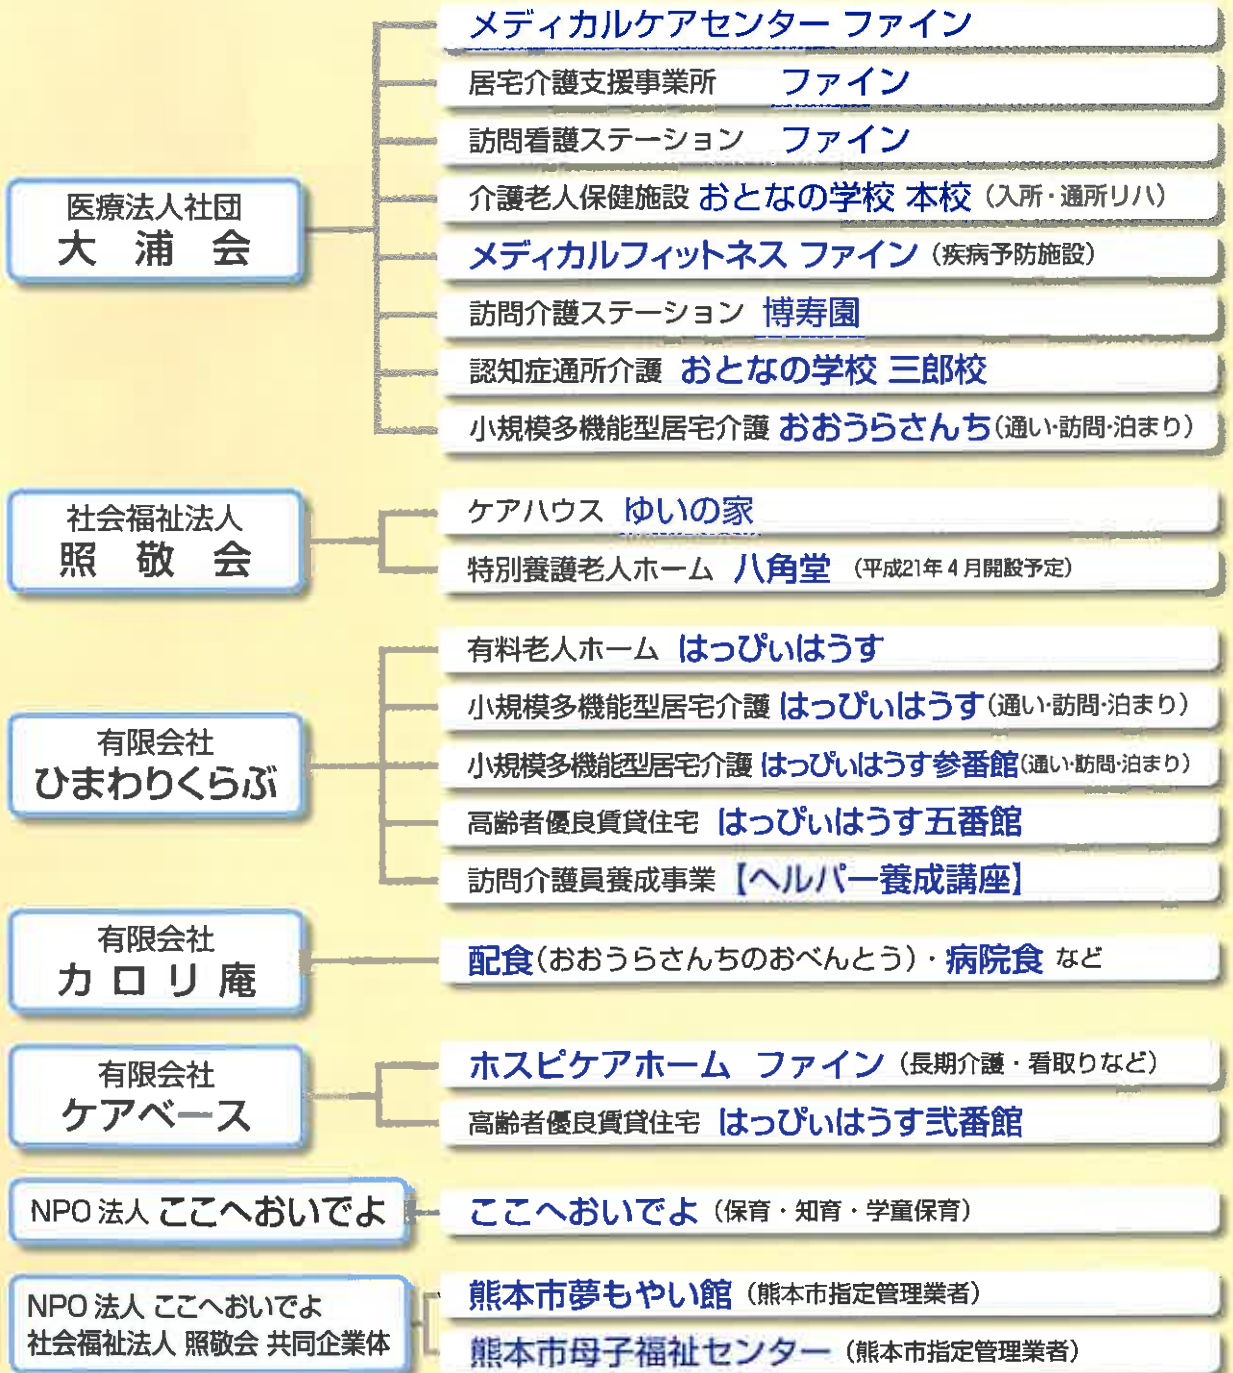 医療法人社団
大浦会
メディカルケアセンター ファイン
居宅介護支援事業所 ファイン
訪問看護ステーション ファイン
介護老人保健施設 おとなの学校 本校 (入所・通所リハ)
メディカルフィットネス ファイン (疾病予防施設)
訪問介護ステーション 博寿園
認知症通所介護 おとなの学校 三郎校
小規模多機能型居宅介護 おおうらさんち (通い・訪問・泊まり)
社会福祉法人
照敬会
ケアハウス ゆいの家
特別養護老人ホーム 八角堂 (平成21年4月開設予定)
有限会社
ひまわりくらぶ
有料老人ホーム はっぴぃはうす
小規模多機能型居宅介護 はっぴぃはうす (通い・訪問・泊まり)
小規模多機能型居宅介護 はっぴぃはうす参番館 (通い・訪問・泊まり)
高齢者優良賃貸住宅 はっぴぃはうす五番館
訪問介護員養成事業 【ヘルパー養成講座】
有限会社
カロリ庵
配食(おおうらさんちのおべんとう)・病院食 など
有限会社
ケアベース
ホスピケアホーム ファイン (長期介護・看取りなど)
高齢者優良賃貸住宅 はっぴぃはうす弐番館
NPO法人 ここへおいでよ
ここへおいでよ (保育・知育・学童保育)
NPO法人 ここへおいでよ
社会福祉法人 照敬会 共同企業体
熊本市夢もやい館 (熊本市指定管理業者)
熊本市母子福祉センター (熊本市指定管理業者)